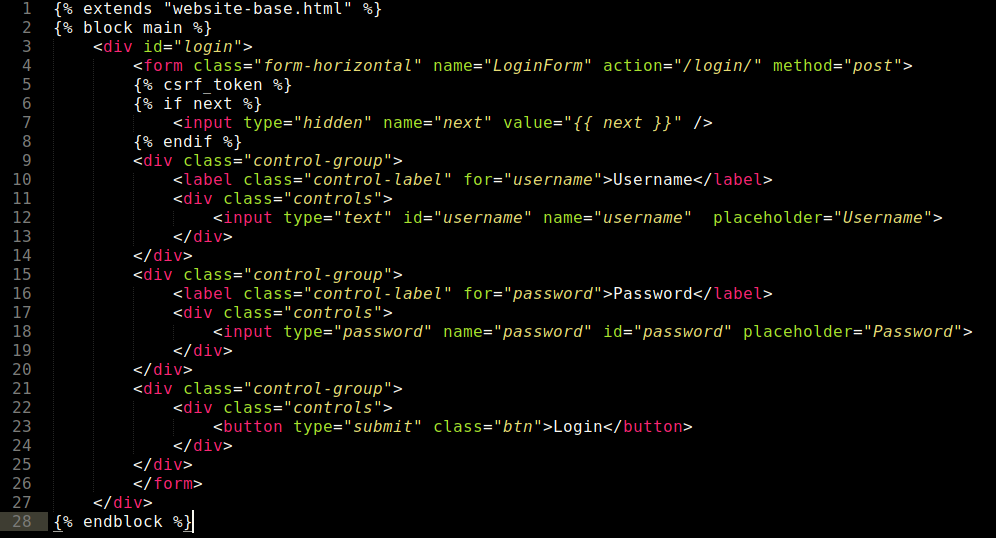 1 {% extends "website-base.html" %}
2 {% block main %}
3     <div id="login">
4         <form class="form-horizontal" name="LoginForm" action="/login/" method="post">
5         {% csrf_token %}
6         {% if next %}
7             <input type="hidden" name="next" value="{{ next }}" />
8         {% endif %}
9         <div class="control-group">
10             <label class="control-label" for="username">Username</label>
11             <div class="controls">
12                 <input type="text" id="username" name="username"  placeholder="Username">
13             </div>
14         </div>
15         <div class="control-group">
16             <label class="control-label" for="password">Password</label>
17             <div class="controls">
18                 <input type="password" name="password" id="password" placeholder="Password">
19             </div>
20         </div>
21         <div class="control-group">
22             <div class="controls">
23                 <button type="submit" class="btn">Login</button>
24             </div>
25         </div>
26         </form>
27     </div>
28 {% endblock %}